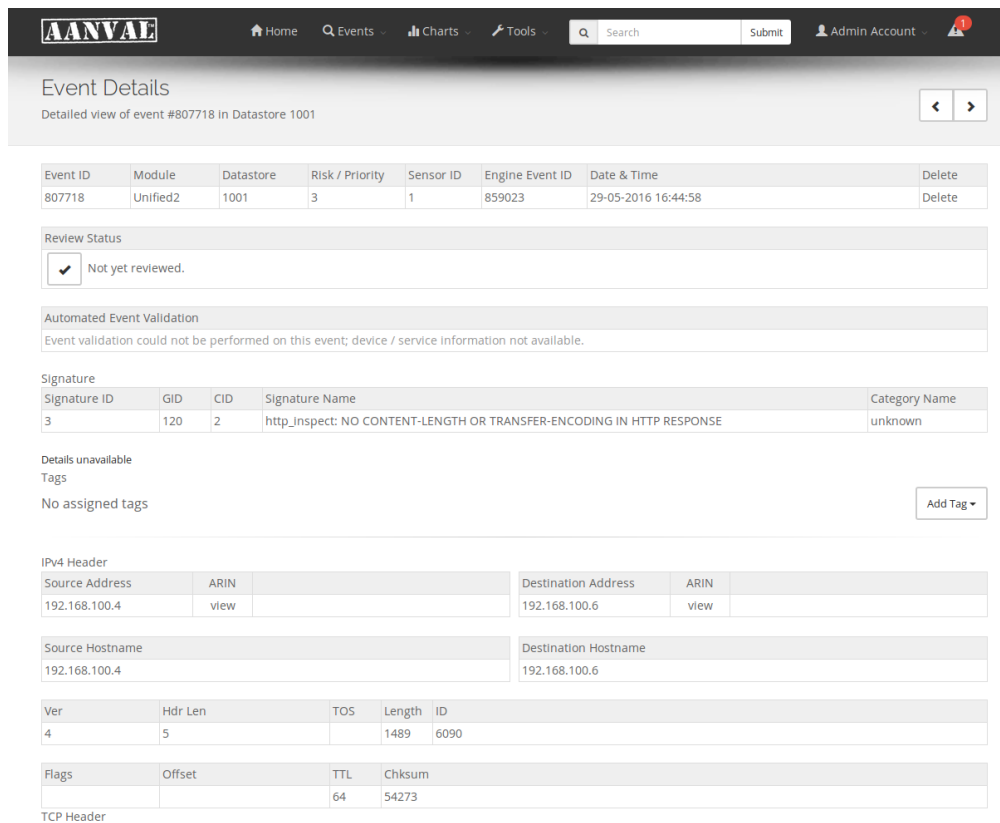 AANVAL Home Events Charts Tools Search Submit Admin Account 1
Event Details
Detailed view of event #807718 in Datastore 1001
Event ID Module Datastore Risk / Priority Sensor ID Engine Event ID Date & Time Delete
807718 Unified2 1001 3 1 859023 29-05-2016 16:44:58 Delete
Review Status
Not yet reviewed.
Automated Event Validation
Event validation could not be performed on this event; device / service information not available.
Signature
Signature ID GID CID Signature Name Category Name
3 120 2 http_inspect: NO CONTENT-LENGTH OR TRANSFER-ENCODING IN HTTP RESPONSE unknown
Details unavailable
Tags
No assigned tags Add Tag
IPv4 Header
Source Address ARIN Destination Address ARIN
192.168.100.4 view 192.168.100.6 view
Source Hostname Destination Hostname
192.168.100.4 192.168.100.6
Ver Hdr Len TOS Length ID
4 5 1489 6090
Flags Offset TTL Chksum
64 54273
TCP Header